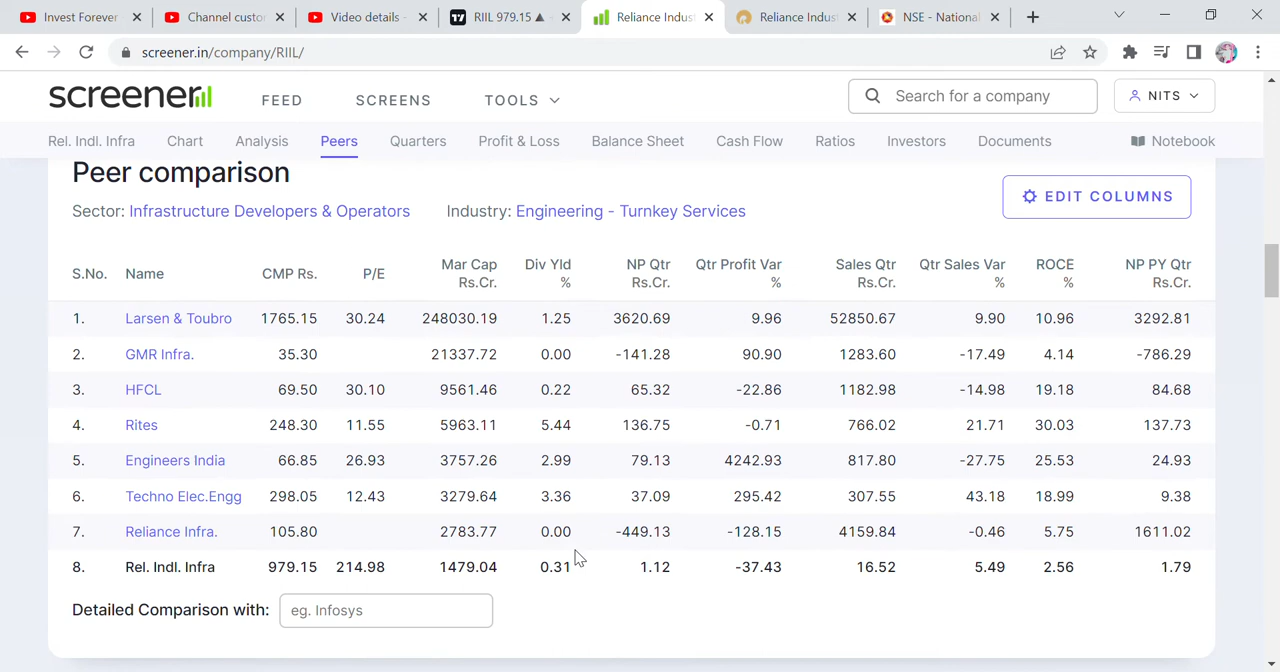 Invest Forever
Channel custo
Video details -
RIIL 979.15 ▲
Reliance Indus
Reliance Indus
NSE - National
screener.in/company/RIIL/
screener
FEED
SCREENS
TOOLS
Search for a company
NITS
Rel. Indl. Infra Chart Analysis Peers Quarters Profit & Loss Balance Sheet Cash Flow Ratios Investors Documents Notebook
Peer comparison
Sector: Infrastructure Developers & Operators Industry: Engineering - Turnkey Services
EDIT COLUMNS
S.No. Name CMP Rs. P/E Mar Cap Rs.Cr. Div Yld % NP Qtr Rs.Cr. Qtr Profit Var % Sales Qtr Rs.Cr. Qtr Sales Var % ROCE % NP PY Qtr Rs.Cr.
1. Larsen & Toubro 1765.15 30.24 248030.19 1.25 3620.69 9.96 52850.67 9.90 10.96 3292.81
2. GMR Infra. 35.30 21337.72 0.00 -141.28 90.90 1283.60 -17.49 4.14 -786.29
3. HFCL 69.50 30.10 9561.46 0.22 65.32 -22.86 1182.98 -14.98 19.18 84.68
4. Rites 248.30 11.55 5963.11 5.44 136.75 -0.71 766.02 21.71 30.03 137.73
5. Engineers India 66.85 26.93 3757.26 2.99 79.13 4242.93 817.80 -27.75 25.53 24.93
6. Techno Elec.Engg 298.05 12.43 3279.64 3.36 37.09 295.42 307.55 43.18 18.99 9.38
7. Reliance Infra. 105.80 2783.77 0.00 -449.13 -128.15 4159.84 -0.46 5.75 1611.02
8. Rel. Indl. Infra 979.15 214.98 1479.04 0.31 1.12 -37.43 16.52 5.49 2.56 1.79
Detailed Comparison with: eg. Infosys